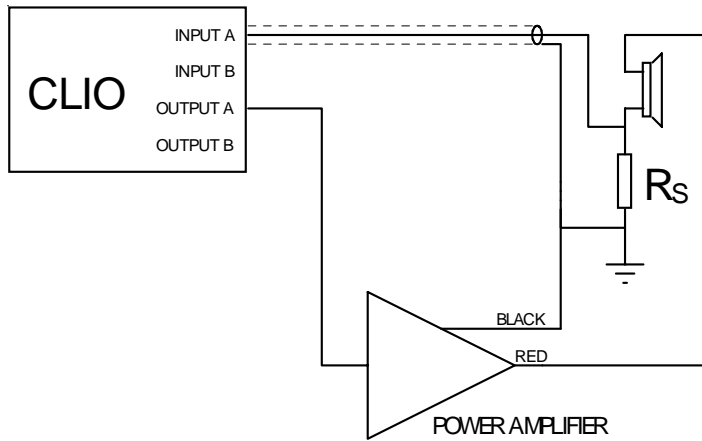 INPUT A
INPUT B
CLIO
OUTPUT A
OUTPUT B
RS
BLACK
RED
POWER AMPLIFIER